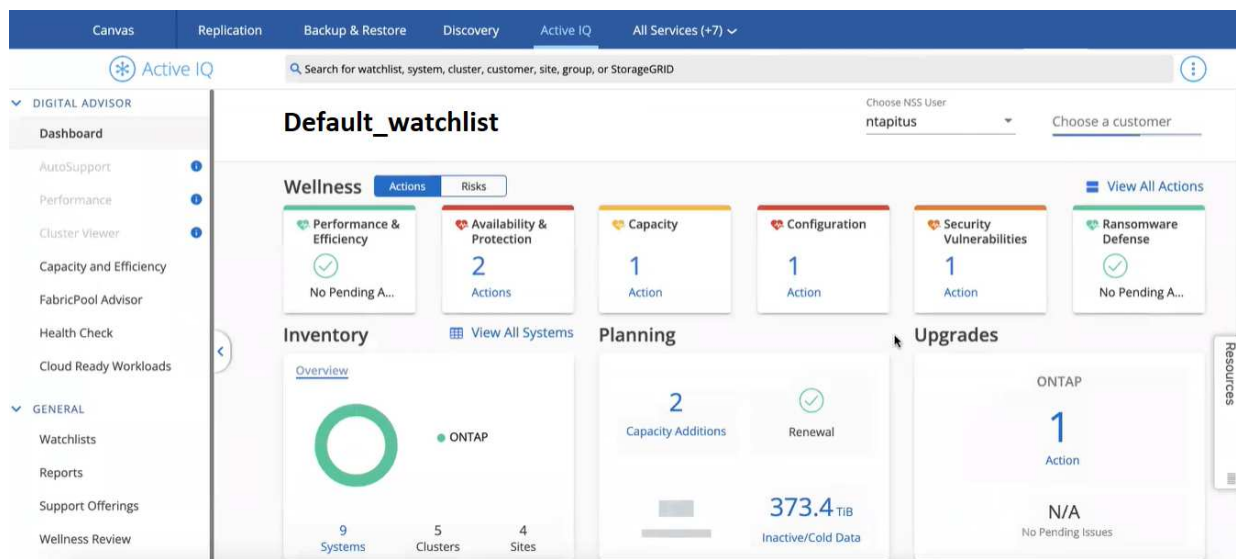 Canvas Replication Backup & Restore Discovery Active IQ All Services (+7)
Active IQ
Search for watchlist, system, cluster, customer, site, group, or StorageGRID
DIGITAL ADVISOR
Dashboard
AutoSupport
Performance
Cluster Viewer
Capacity and Efficiency
FabricPool Advisor
Health Check
Cloud Ready Workloads
GENERAL
Watchlists
Reports
Support Offerings
Wellness Review
Default_watchlist
Choose NSS User
ntapitus
Choose a customer
Wellness Actions Risks
View All Actions
Performance &
Efficiency
No Pending A...
Availability &
Protection
2
Actions
Capacity
1
Action
Configuration
1
Action
Security
Vulnerabilities
1
Action
Ransomware
Defense
No Pending A...
Inventory View All Systems
Overview
ONTAP
9
Systems
5
Clusters
4
Sites
Planning
2
Capacity Additions
Renewal
373.4 TiB
Inactive/Cold Data
Upgrades
ONTAP
1
Action
N/A
No Pending Issues
Resources